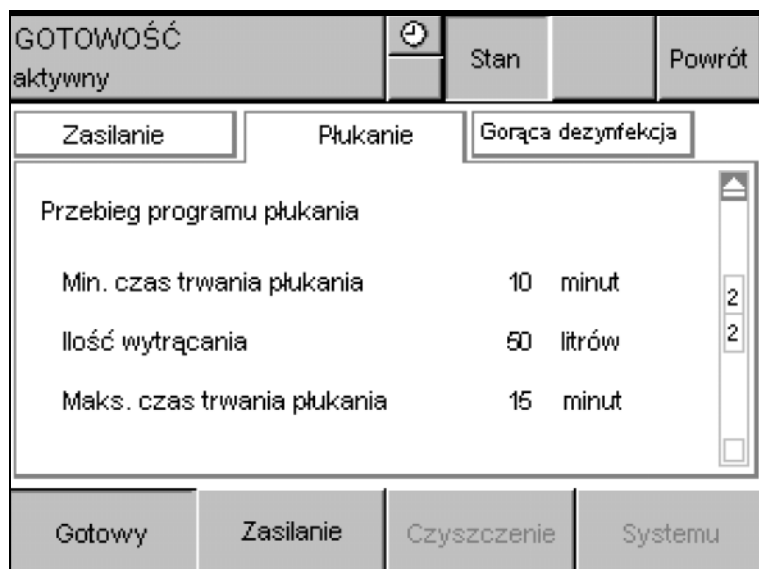 GOTOWOŚĆ
aktywny
Stan
Powrót
Zasilanie
Płukanie
Gorąca dezynfekcja
Przebieg programu płukania
Min. czas trwania płukania 10 minut
Ilość wytrącania 50 litrów
Maks. czas trwania płukania 15 minut
2
2
Gotowy
Zasilanie
Czyszczenie
Systemu